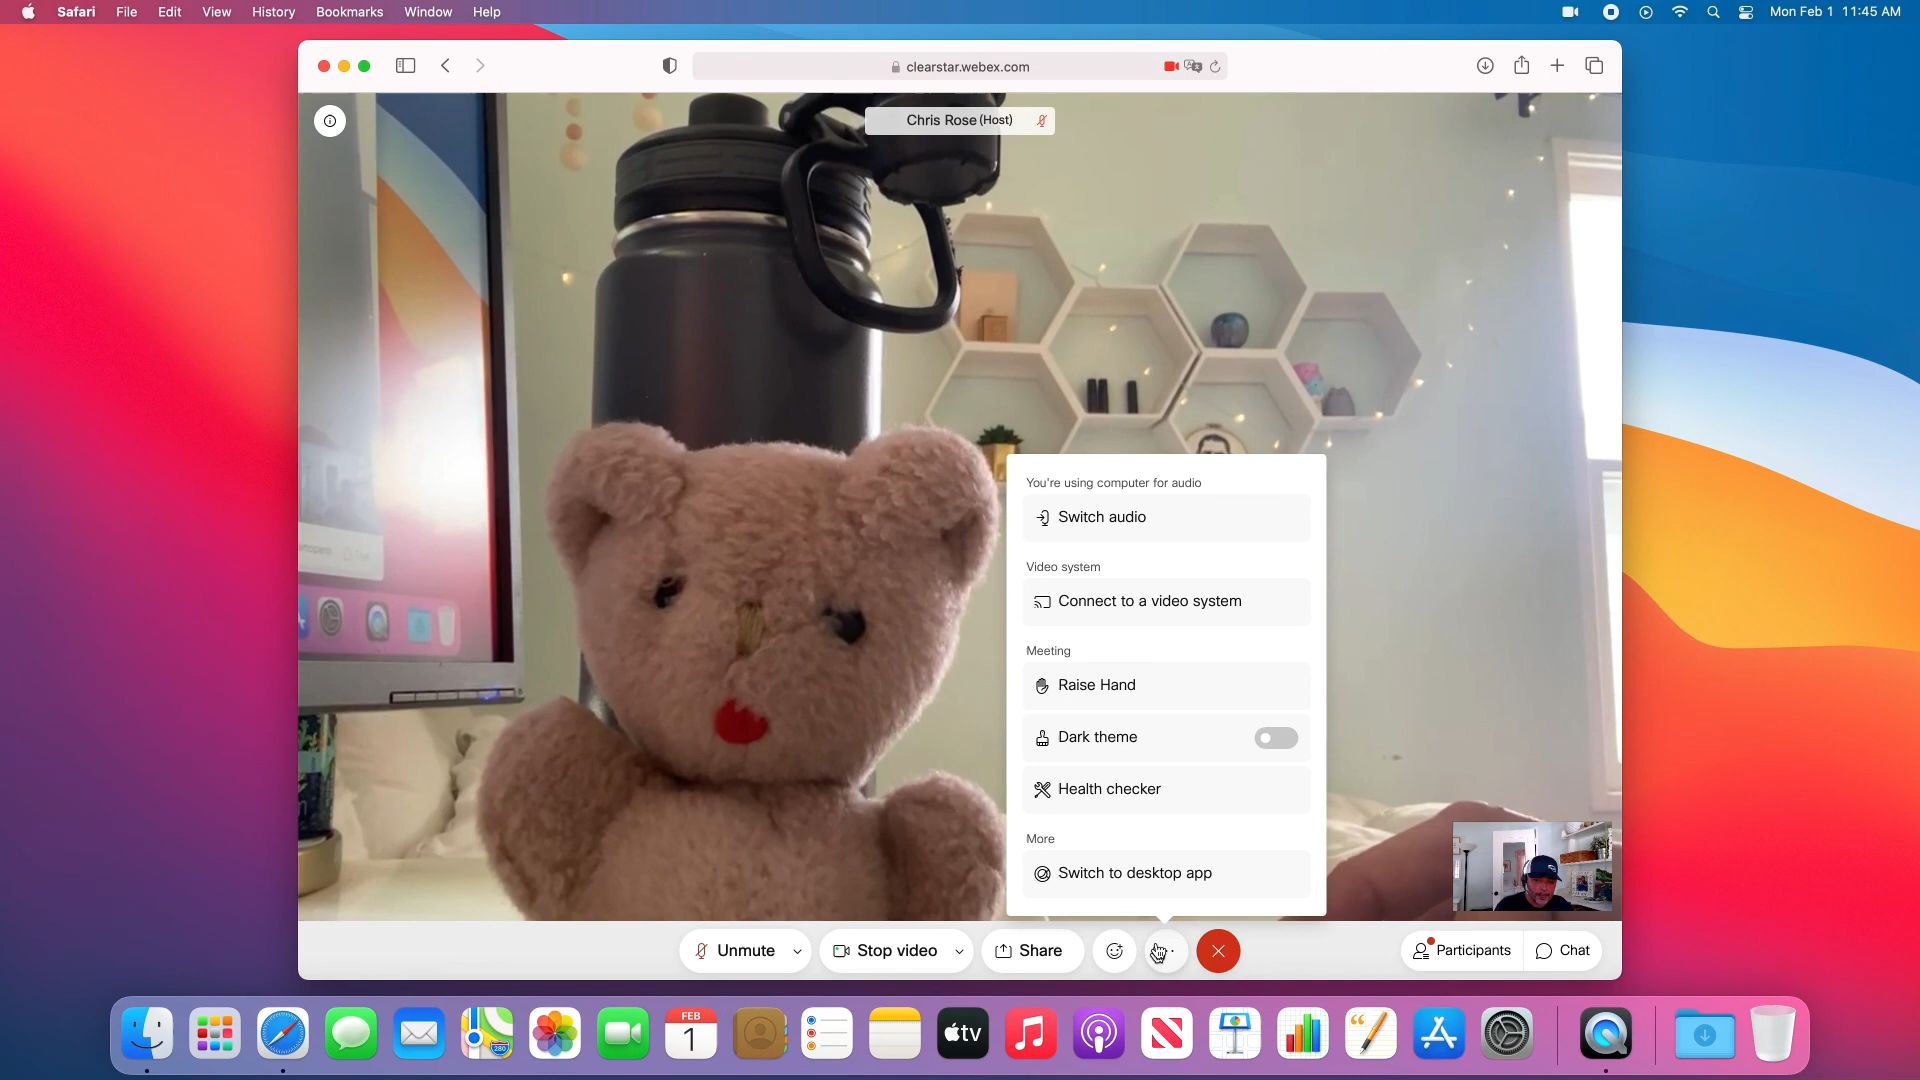 Safari File Edit View History Bookmarks Window Help Mon Feb 1 11:45 AM
clearstar.webex.com
Chris Rose (Host)
You're using computer for audio
Switch audio
Video system
Connect to a video system
Meeting
Raise Hand
Dark theme
Health checker
More
Switch to desktop app
Unmute Stop video Share Participants Chat
FEB
1
280
tv